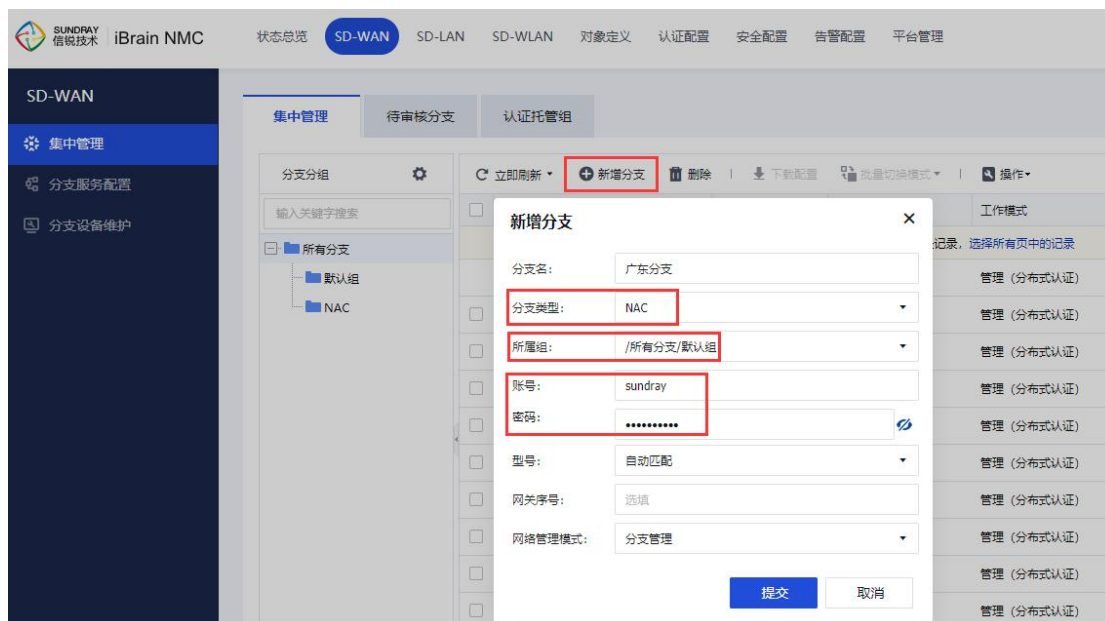 SUNDRAY
信锐技术 iBrain NMC 状态总览 SD-WAN SD-LAN SD-WLAN 对象定义 认证配置 安全配置 告警配置 平台管理
SD-WAN
集中管理
分支服务配置
分支设备维护
集中管理 待审核分支 认证托管组
分支分组
输入关键字搜索
所有分支
默认组
NAC
立即刷新 新增分支 删除 下载配置 批量切换模式 操作
工作模式
记录，选择所有页中的记录
新增分支
分支名： 广东分支
分支类型： NAC
所属组： /所有分支/默认组
账号： sundray
密码： ••••••••••
型号： 自动匹配
网关序号： 选填
网络管理模式： 分支管理
提交 取消
管理（分布式认证）
管理（分布式认证）
管理（分布式认证）
管理（分布式认证）
管理（分布式认证）
管理（分布式认证）
管理（分布式认证）
管理（分布式认证）
管理（分布式认证）
管理（分布式认证）